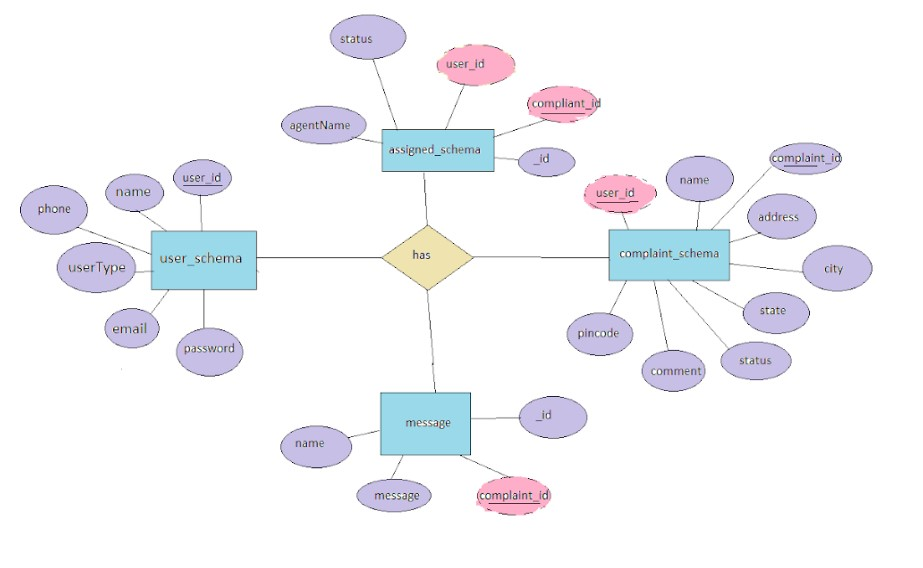 status
user_id
compliant_id
agentName
assigned_schema
_id
user_id
name
phone
userType
user_schema
email
password
has
user_id
name
complaint_id
address
complaint_schema
city
state
status
comment
pincode
message
_id
name
message
complaint_id